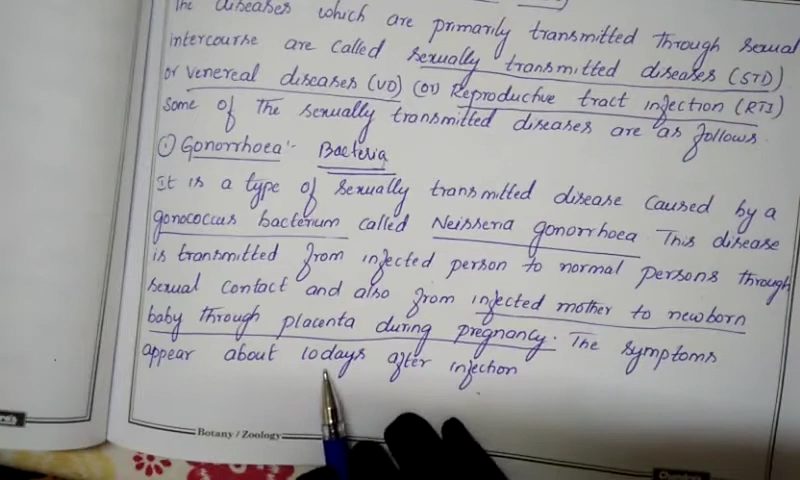 The diseases which are primarily transmitted through sexual
intercourse are called sexually transmitted diseases (STD)
or venereal diseases (VD) (or) Reproductive tract infection (RTI)
some of the sexually transmitted diseases are as follows.
① Gonorrhoea:- Bacteria
It is a type of sexually transmitted disease caused by a
gonococcus bacterium called Neisseria gonorrhoea This disease
is transmitted from infected person to normal persons through
sexual contact and also from infected mother to newborn
baby through placenta during pregnancy. The symptoms
appear about 10days after infection
Botany / Zoology